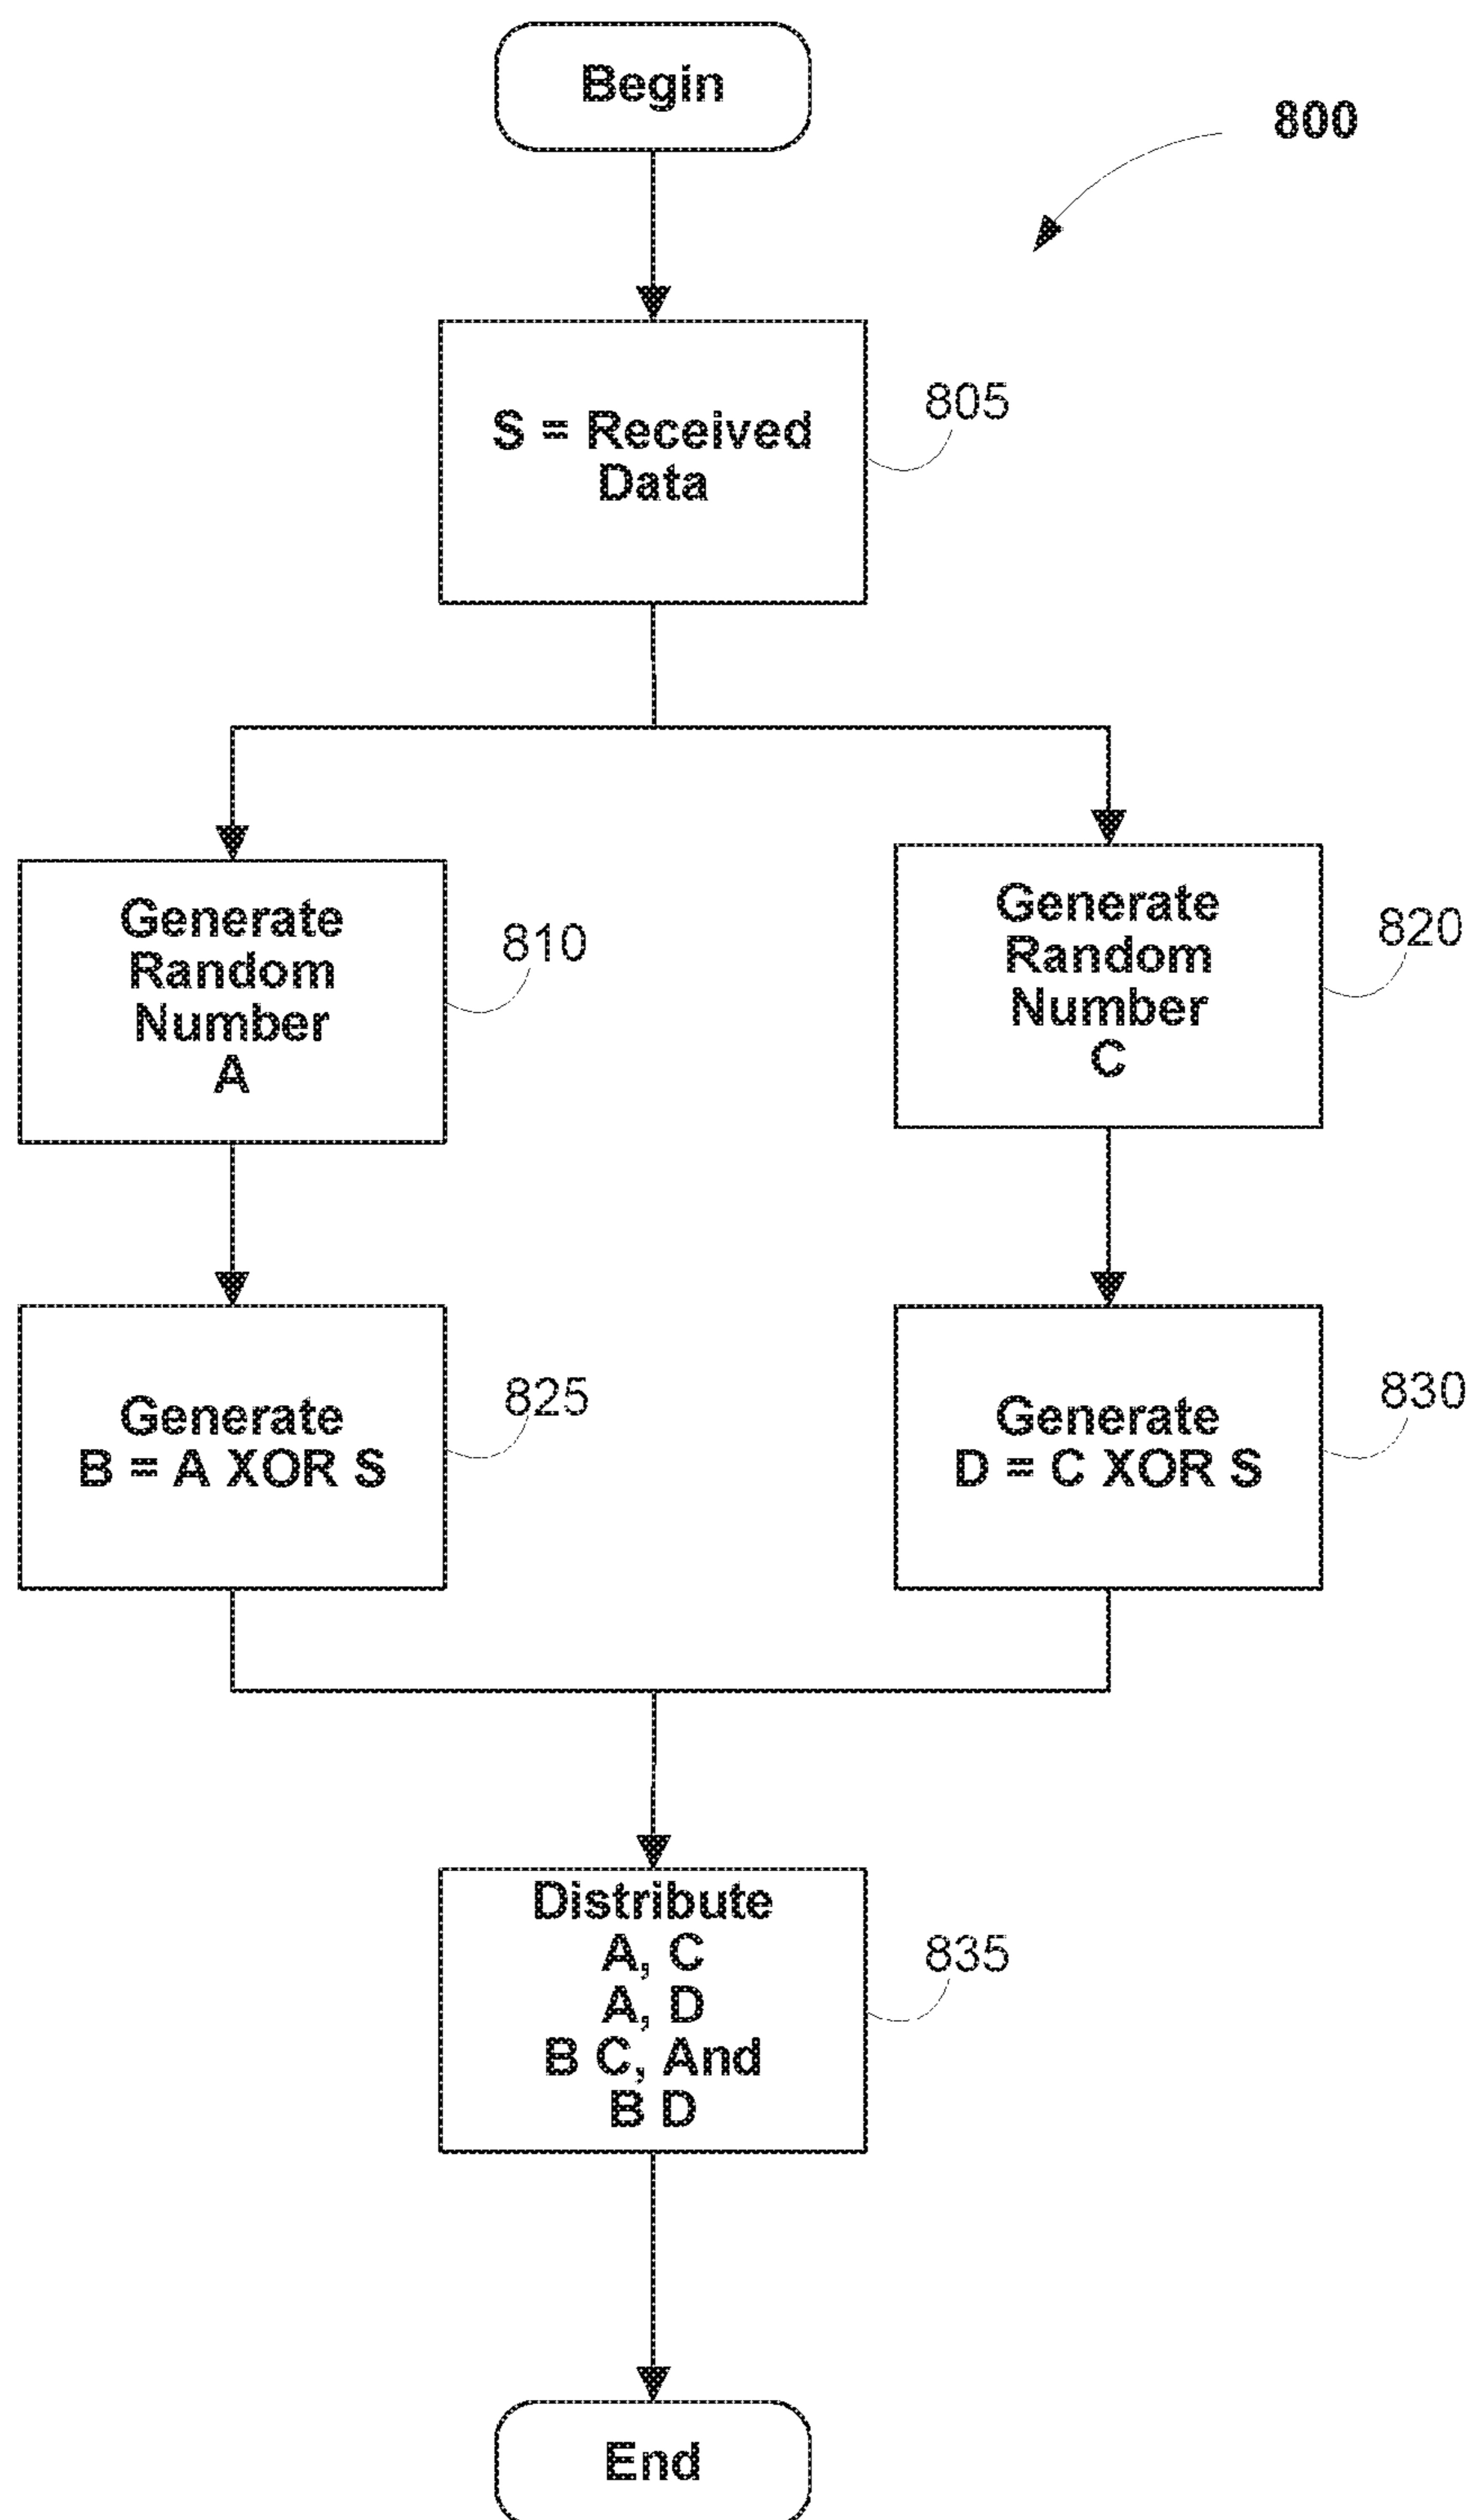 Begin
800
S = Received
Data
805
Generate
Random
Number
A
810
Generate
Random
Number
C
820
Generate
B = A XOR S
825
Generate
D = C XOR S
830
Distribute
A, C
A, D
B C, And
B D
835
End